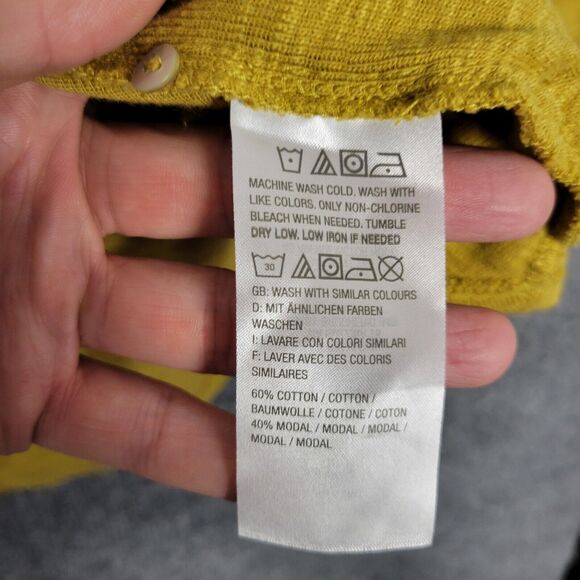 MACHINE WASH COLD. WASH WITH
LIKE COLORS. ONLY NON-CHLORINE
BLEACH WHEN NEEDED. TUMBLE
DRY LOW. LOW IRON IF NEEDED
30
GB: WASH WITH SIMILAR COLOURS
D: MIT ÄHNLICHEN FARBEN
WASCHEN
I: LAVARE CON COLORI SIMILARI
F: LAVER AVEC DES COLORIS
SIMILAIRES
60% COTTON / COTTON /
BAUMWOLLE / COTONE / COTON
40% MODAL / MODAL / MODAL /
MODAL / MODAL